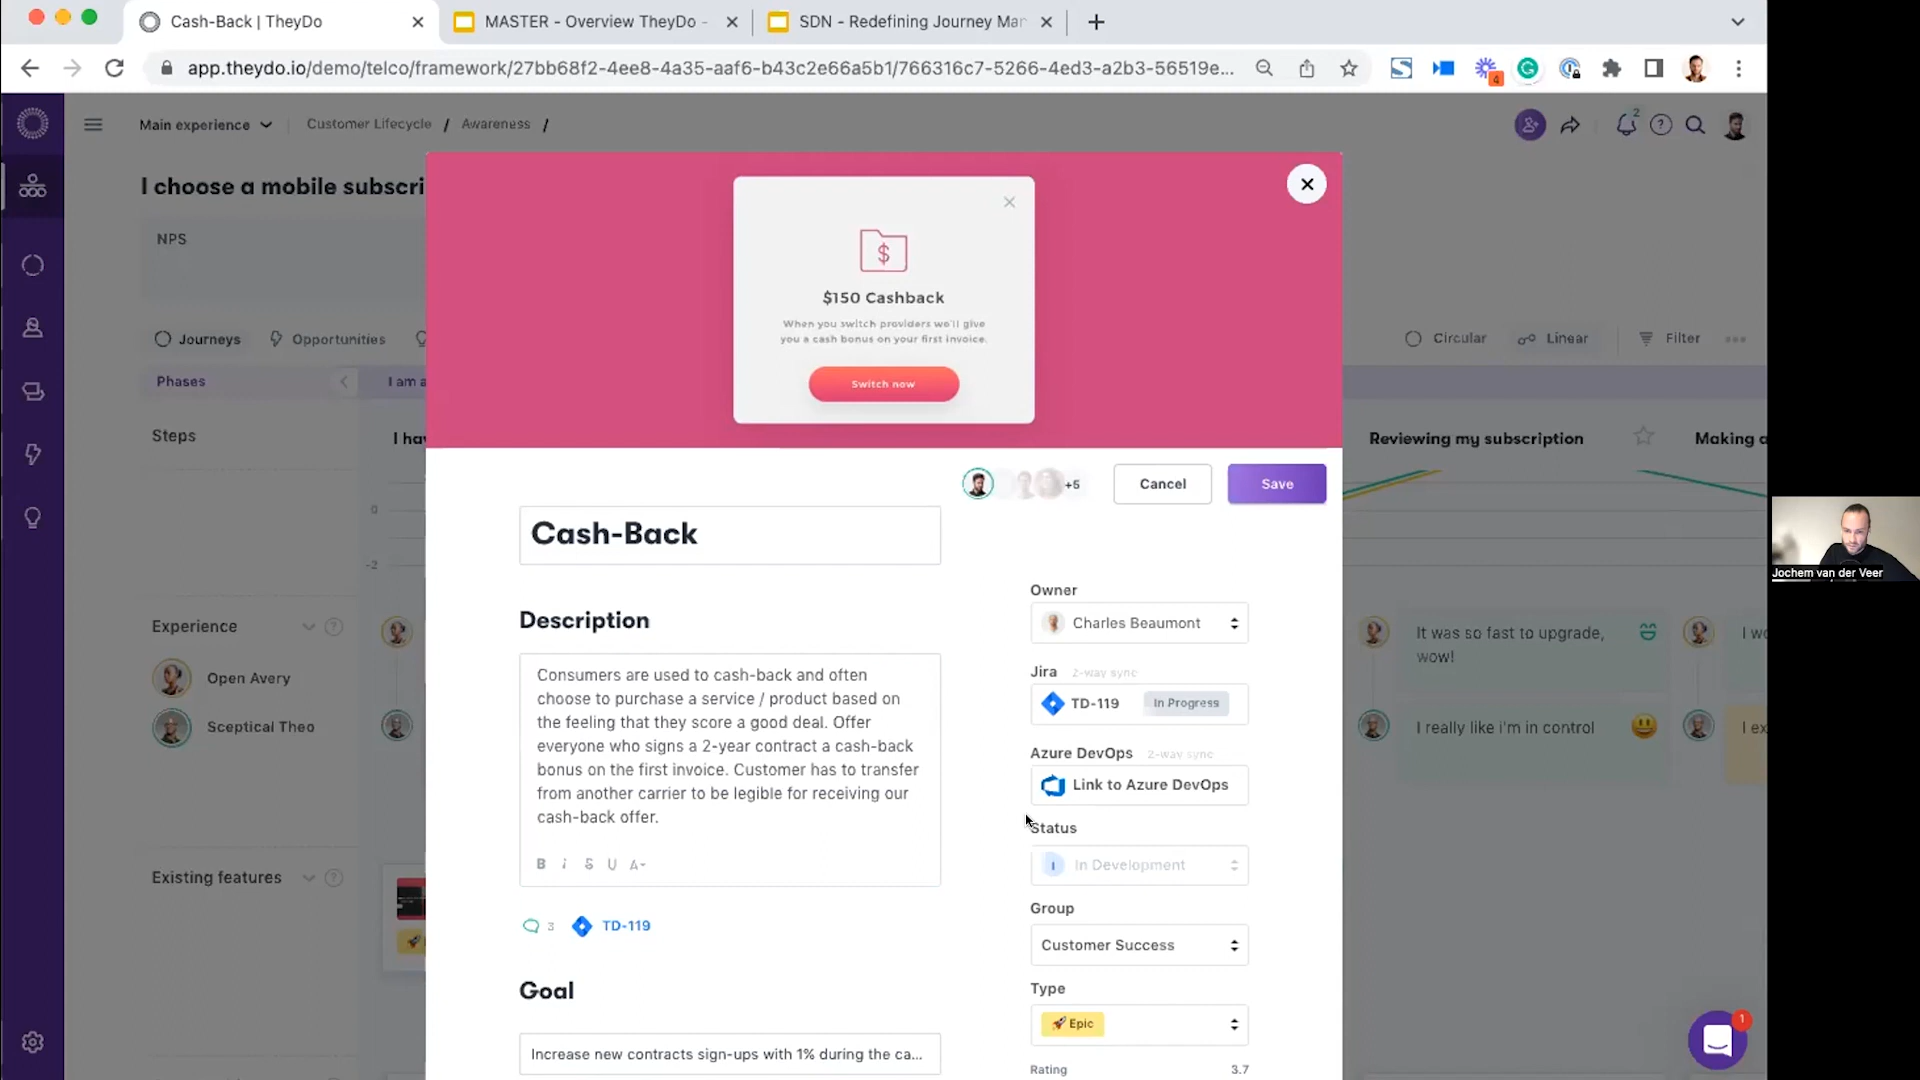 Cash-Back | TheyDo
MASTER - Overview TheyDo -
SDN - Redefining Journey Mar
app.theydo.io/demo/telco/framework/27bb68f2-4ee8-4a35-aaf6-b43c2e66a5b1/766316c7-5266-4ed3-a2b3-56519e...
4
Main experience
Customer Lifecycle / Awareness /
2
I choose a mobile subscri
NPS
$150 Cashback
When you switch providers we'll give
you a cash bonus on your first invoice.
Switch now
Journeys
Opportunities
Circular
Linear
Filter
Phases
I am a
Steps
I hav
Reviewing my subscription
Making a
+5
Cancel
Save
0
-2
Cash-Back
Owner
Charles Beaumont
Description
Consumers are used to cash-back and often
choose to purchase a service / product based on
the feeling that they score a good deal. Offer
everyone who signs a 2-year contract a cash-back
bonus on the first invoice. Customer has to transfer
from another carrier to be legible for receiving our
cash-back offer.
B i S U A
3
TD-119
Goal
Increase new contracts sign-ups with 1% during the ca...
Jira 2-way sync
TD-119 In Progress
Azure DevOps 2-way sync
Link to Azure DevOps
Status
I In Development
Group
Customer Success
Type
🚀 Epic
Rating 3.7
Experience
Open Avery
Sceptical Theo
Existing features
It was so fast to upgrade,
wow!
I wo
I really like i'm in control
I ex
Jochem van der Veer
1